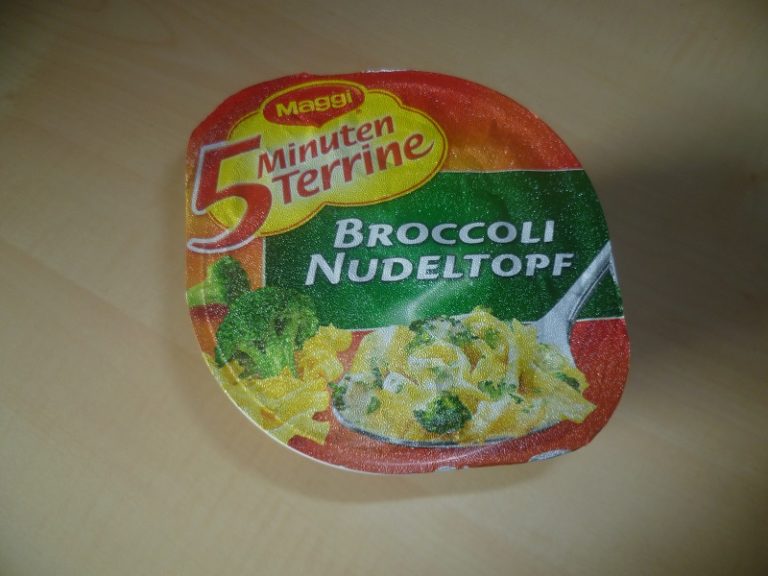 Maggi
5 Minuten
Terrine
BROCCOLI
NUDELTOPF